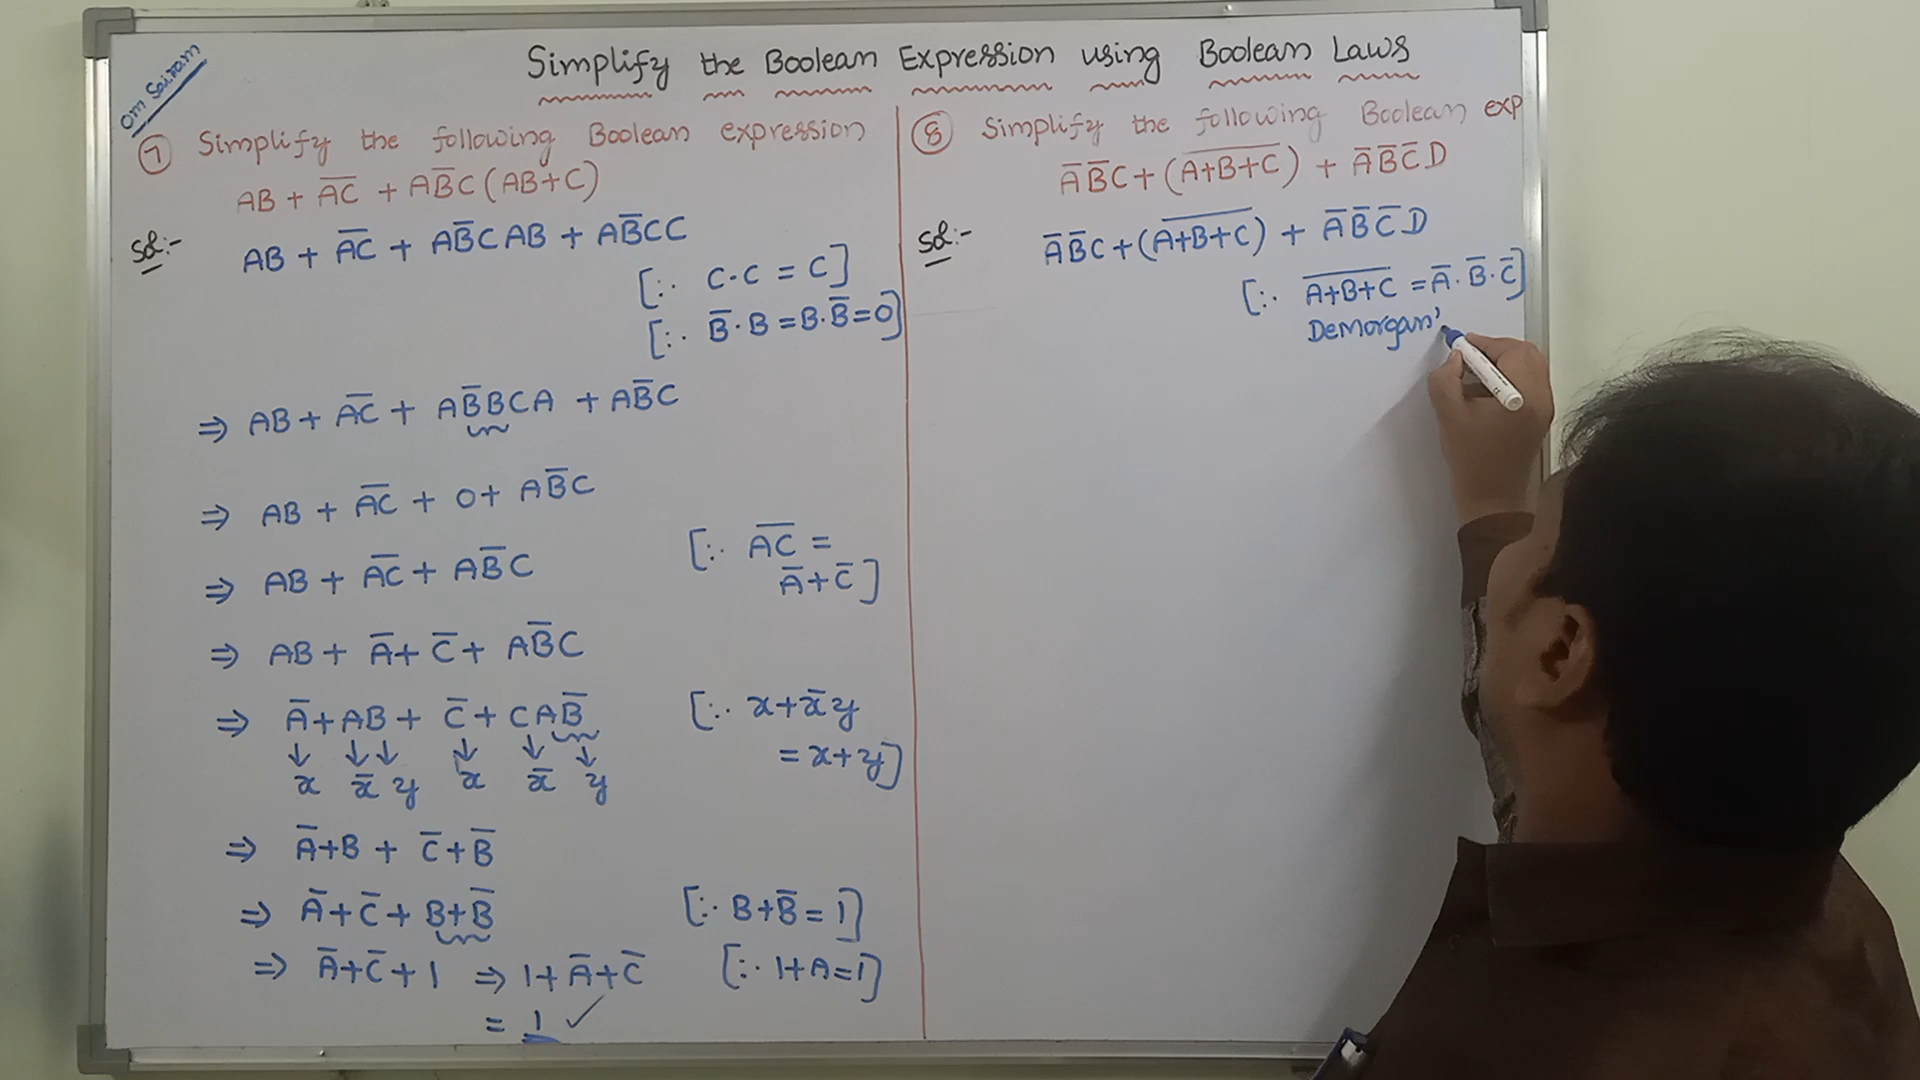 Om Sairam
Simplify the Boolean Expression using Boolean Laws
⑦ Simplify the following Boolean expression
AB + A̅C̅ + AB̅C (AB+C)
Sol:-
AB + A̅C̅ + AB̅CAB + AB̅CC
[∵ C·C = C]
[∵ B̅·B = B·B̅ = 0]
⇒ AB + A̅C̅ + AB̅BCA + AB̅C
⇒ AB + A̅C̅ + 0 + AB̅C
⇒ AB + A̅C̅ + AB̅C
[∵ A̅C̅ =
A̅+C̅]
⇒ AB + A̅ + C̅ + AB̅C
⇒ A̅ + AB + C̅ + CAB̅
[∵ x+x̅y
= x+y]
↓ ↓ ↓ ↓ ↓ ↓
x x̅ y x x̅ y
⇒ A̅+B + C̅+B̅
⇒ A̅+C̅+B+B̅
[∵ B+B̅ = 1]
⇒ A̅+C̅+1 ⇒ 1+A̅+C̅
[∵ 1+A=1]
= 1 ✓
⑧ Simplify the following Boolean exp
A̅B̅C + (A̅+̅B̅+̅C̅) + A̅B̅C̅D
Sol:-
A̅B̅C + (A̅+̅B̅+̅C̅) + A̅B̅C̅D
[∵ A̅+̅B̅+̅C̅ = A̅·B̅·C̅]
DeMorgan'